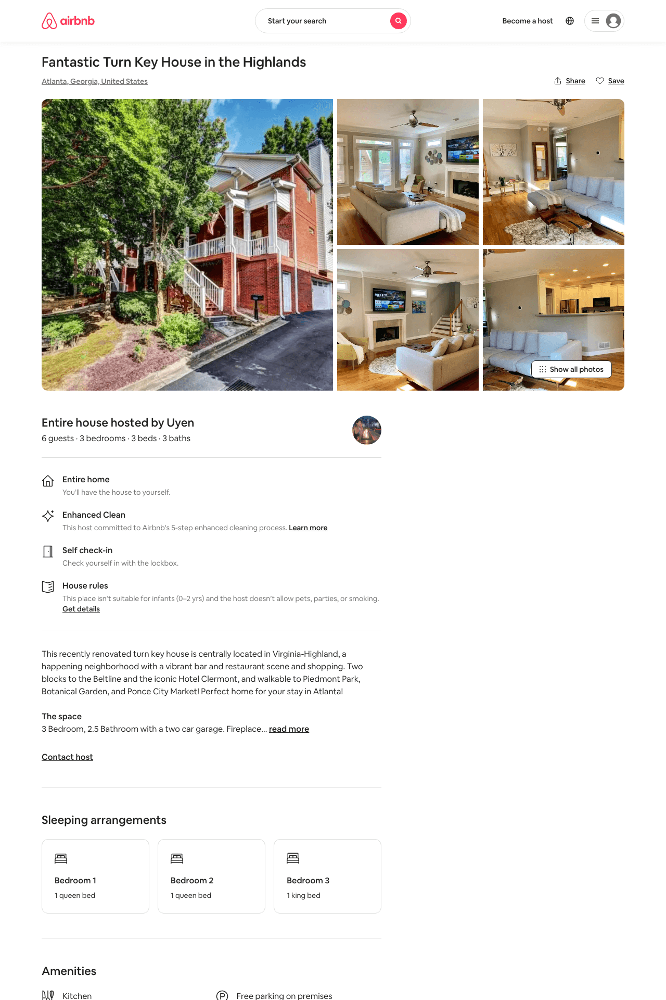 airbnb
Start your search
Become a host
Fantastic Turn Key House in the Highlands
Atlanta, Georgia, United States
Share
Save
Show all photos
Entire house hosted by Uyen
6 guests · 3 bedrooms · 3 beds · 3 baths
Entire home
You’ll have the house to yourself.
Enhanced Clean
This host committed to Airbnb's 5-step enhanced cleaning process. Learn more
Self check-in
Check yourself in with the lockbox.
House rules
This place isn’t suitable for infants (0–2 yrs) and the host doesn’t allow pets, parties, or smoking.
Get details
This recently renovated turn key house is centrally located in Virginia-Highland, a
happening neighborhood with a vibrant bar and restaurant scene and shopping. Two
blocks to the Beltline and the iconic Hotel Clermont, and walkable to Piedmont Park,
Botanical Garden, and Ponce City Market! Perfect home for your stay in Atlanta!
The space
3 Bedroom, 2.5 Bathroom with a two car garage. Fireplace... read more
Contact host
Sleeping arrangements
Bedroom 1
1 queen bed
Bedroom 2
1 queen bed
Bedroom 3
1 king bed
Amenities
Kitchen
Free parking on premises